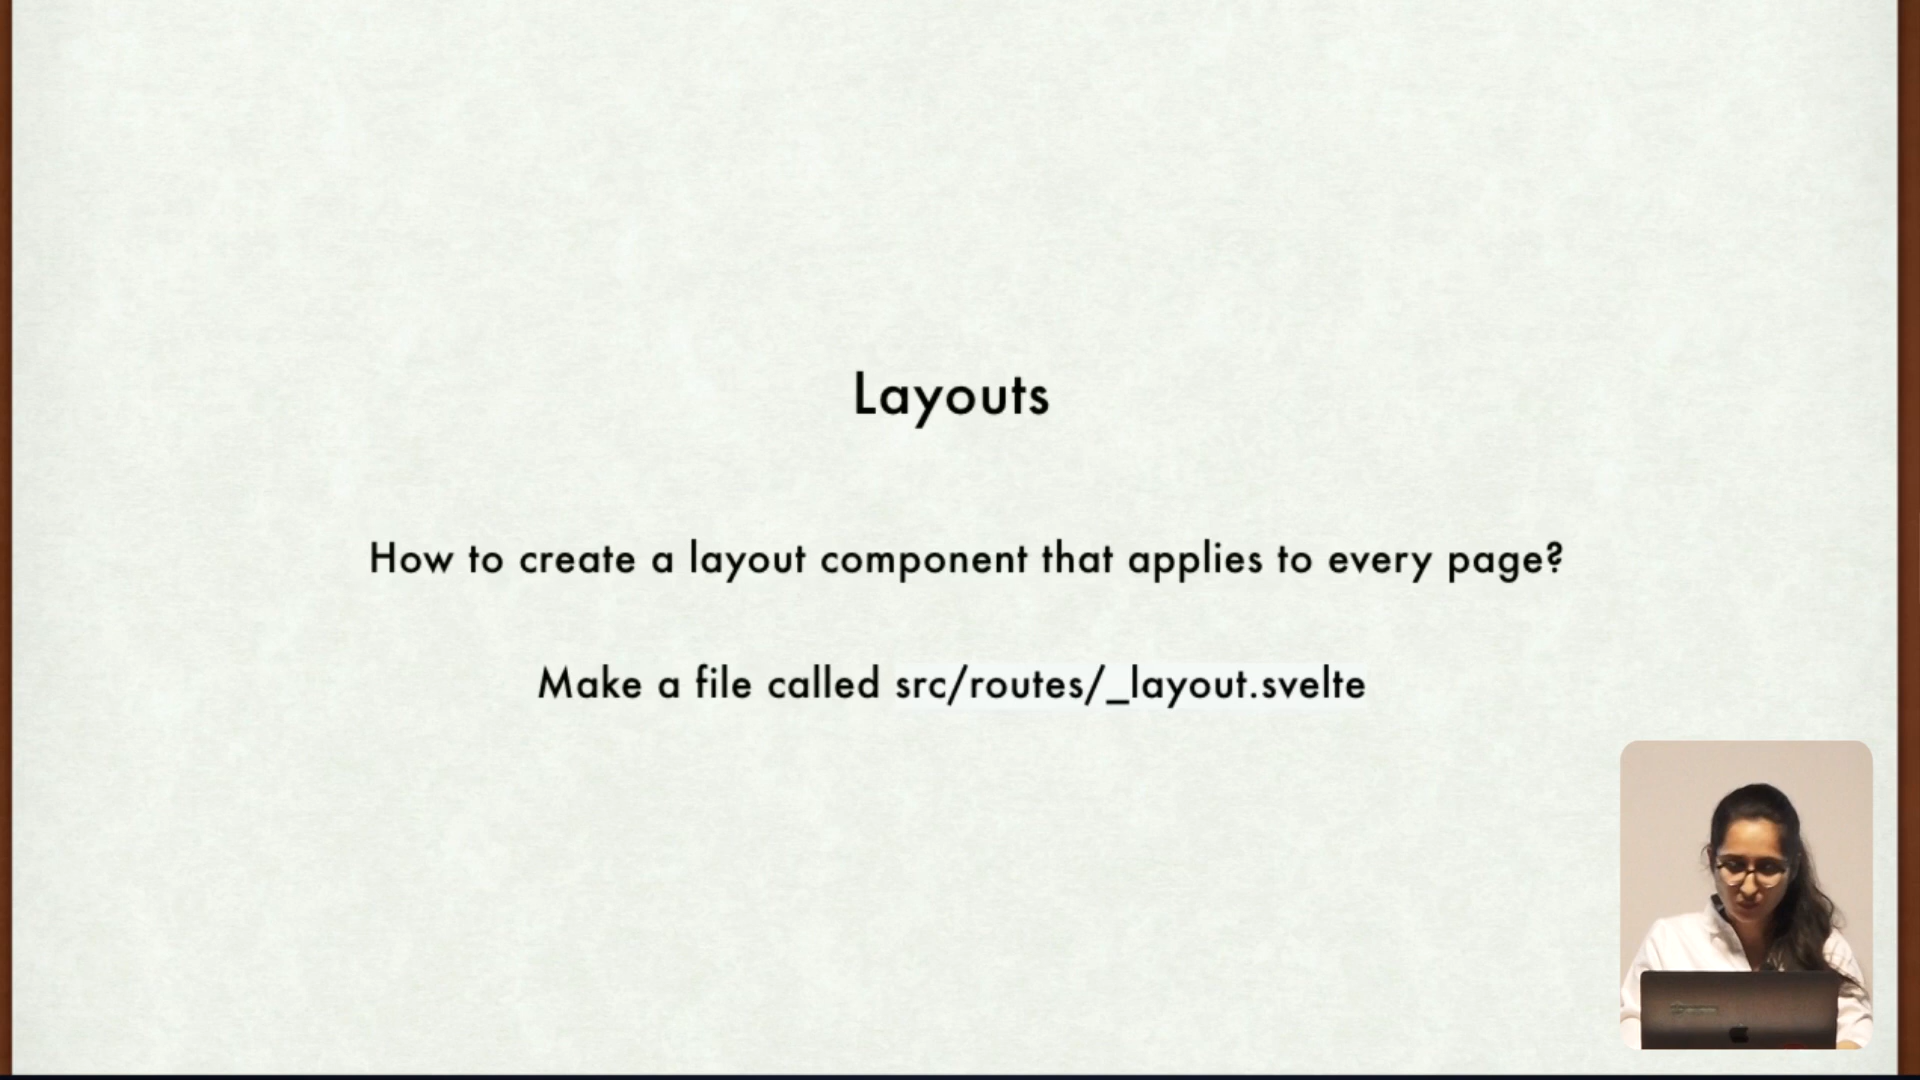 Layouts
How to create a layout component that applies to every page?
Make a file called src/routes/_layout.svelte